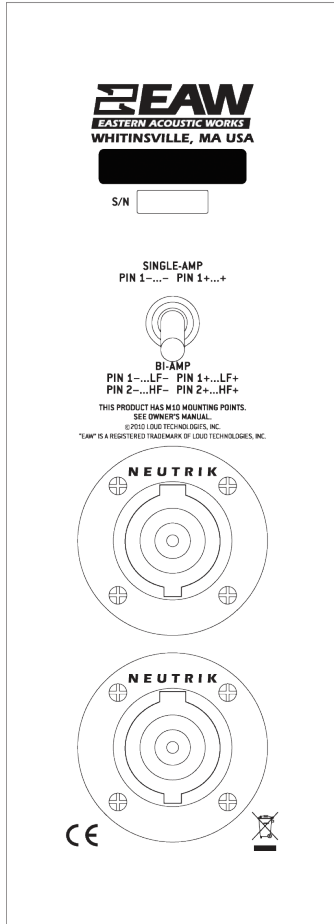 EAW
EASTERN ACOUSTIC WORKS
WHITINSVILLE, MA USA
S/N
SINGLE-AMP
PIN 1–...– PIN 1+...+
BI-AMP
PIN 1–...LF– PIN 1+...LF+
PIN 2–...HF– PIN 2+...HF+
THIS PRODUCT HAS M10 MOUNTING POINTS.
SEE OWNER'S MANUAL.
©2010 LOUD TECHNOLOGIES, INC.
"EAW" IS A REGISTERED TRADEMARK OF LOUD TECHNOLOGIES, INC.
NEUTRIK
NEUTRIK
CE